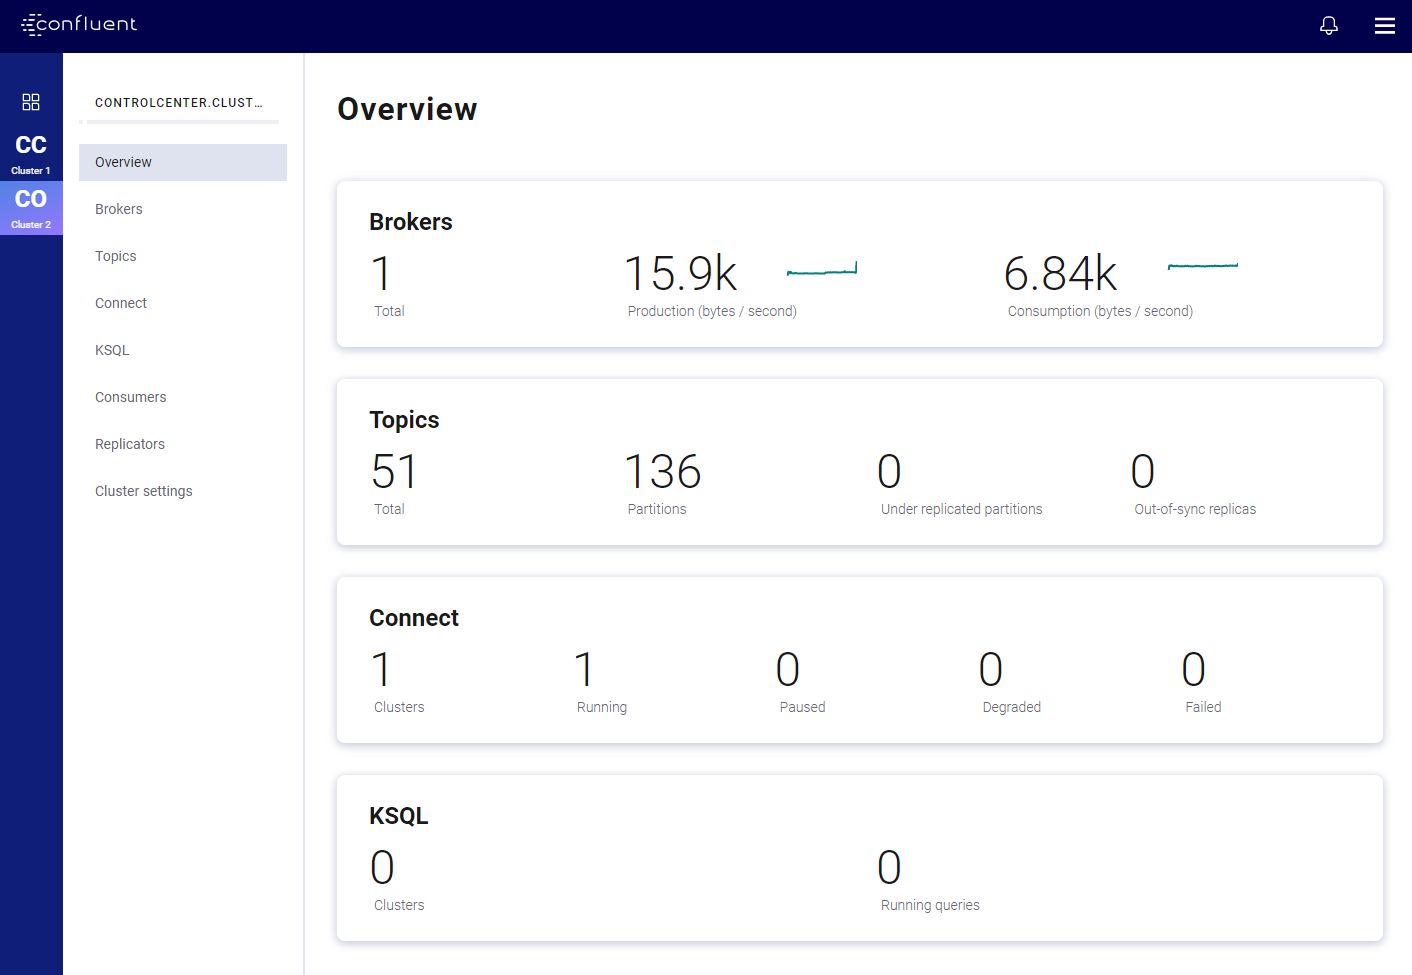 confluent
CC
Cluster 1
CO
Cluster 2
CONTROLCENTER.CLUST...
Overview
Brokers
Topics
Connect
KSQL
Consumers
Replicators
Cluster settings
Overview
Brokers
1 15.9k 6.84k
Total Production (bytes / second) Consumption (bytes / second)
Topics
51 136 0 0
Total Partitions Under replicated partitions Out-of-sync replicas
Connect
1 1 0 0 0
Clusters Running Paused Degraded Failed
KSQL
0 0
Clusters Running queries